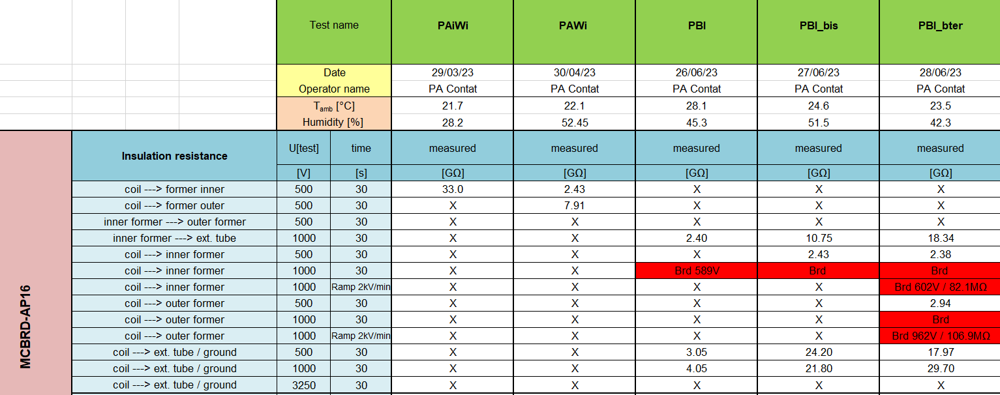 Test name PAiWi PAWi PBI PBI_bis PBI_bter
Date 29/03/23 30/04/23 26/06/23 27/06/23 28/06/23
Operator name PA Contat PA Contat PA Contat PA Contat PA Contat
Tamb [°C] 21.7 22.1 28.1 24.6 23.5
Humidity [%] 28.2 52.45 45.3 51.5 42.3
Insulation resistance U[test] time measured measured measured measured measured
[V] [s] [GΩ] [GΩ] [GΩ] [GΩ] [GΩ]
MCBRD-AP16
coil ---> former inner 500 30 33.0 2.43 X X X
coil ---> former outer 500 30 X 7.91 X X X
inner former ---> outer former 500 30 X X X X X
inner former ---> ext. tube 1000 30 X X 2.40 10.75 18.34
coil ---> inner former 500 30 X X X 2.43 2.38
coil ---> inner former 1000 30 X X Brd 589V Brd Brd
coil ---> inner former 1000 Ramp 2kV/min X X X X Brd 602V / 82.1MΩ
coil ---> outer former 500 30 X X X X 2.94
coil ---> outer former 1000 30 X X X X Brd
coil ---> outer former 1000 Ramp 2kV/min X X X X Brd 962V / 106.9MΩ
coil ---> ext. tube / ground 500 30 X X 3.05 24.20 17.97
coil ---> ext. tube / ground 1000 30 X X 4.05 21.80 29.70
coil ---> ext. tube / ground 3250 30 X X X X X